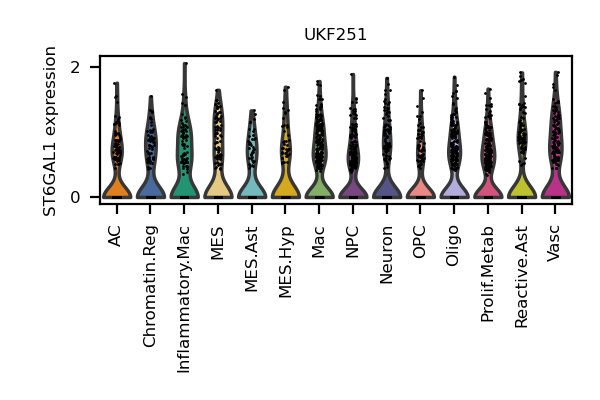 UKF251
ST6GAL1 expression
2
0
AC
Chromatin.Reg
Inflammatory.Mac
MES
MES.Ast
MES.Hyp
Mac
NPC
Neuron
OPC
Oligo
Prolif.Metab
Reactive.Ast
Vasc